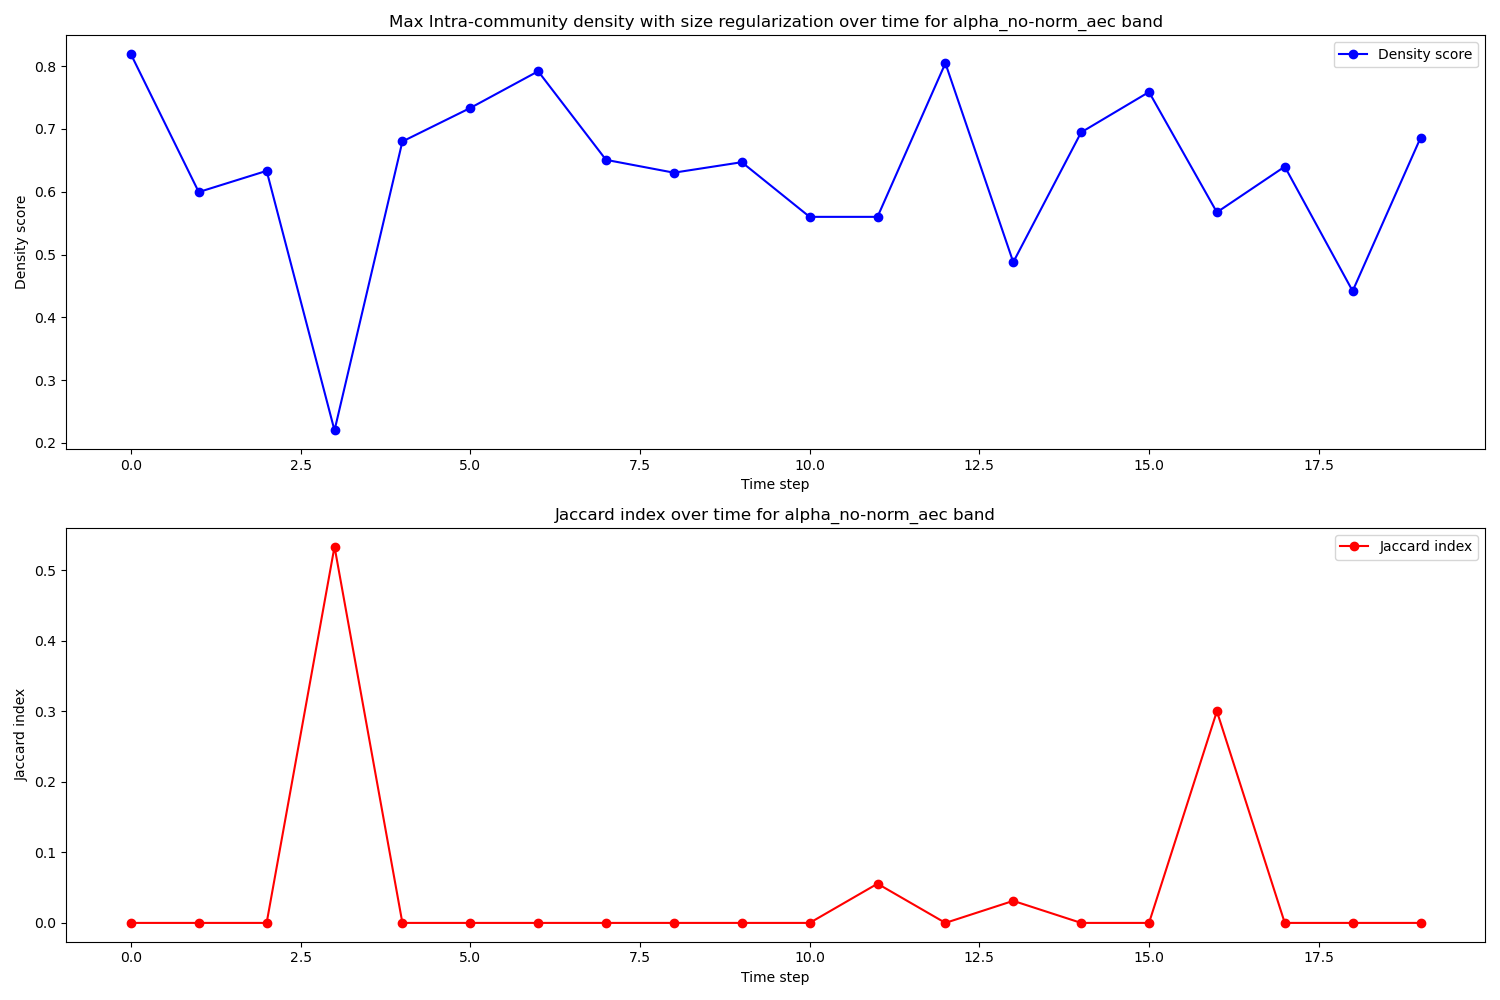 Max Intra-community density with size regularization over time for alpha_no-norm_aec band
Density score
0.8
0.7
0.6
0.5
0.4
0.3
0.2
Density score
0.0 2.5 5.0 7.5 10.0 12.5 15.0 17.5
Time step
Jaccard index over time for alpha_no-norm_aec band
Jaccard index
0.5
0.4
0.3
0.2
0.1
0.0
Jaccard index
0.0 2.5 5.0 7.5 10.0 12.5 15.0 17.5
Time step